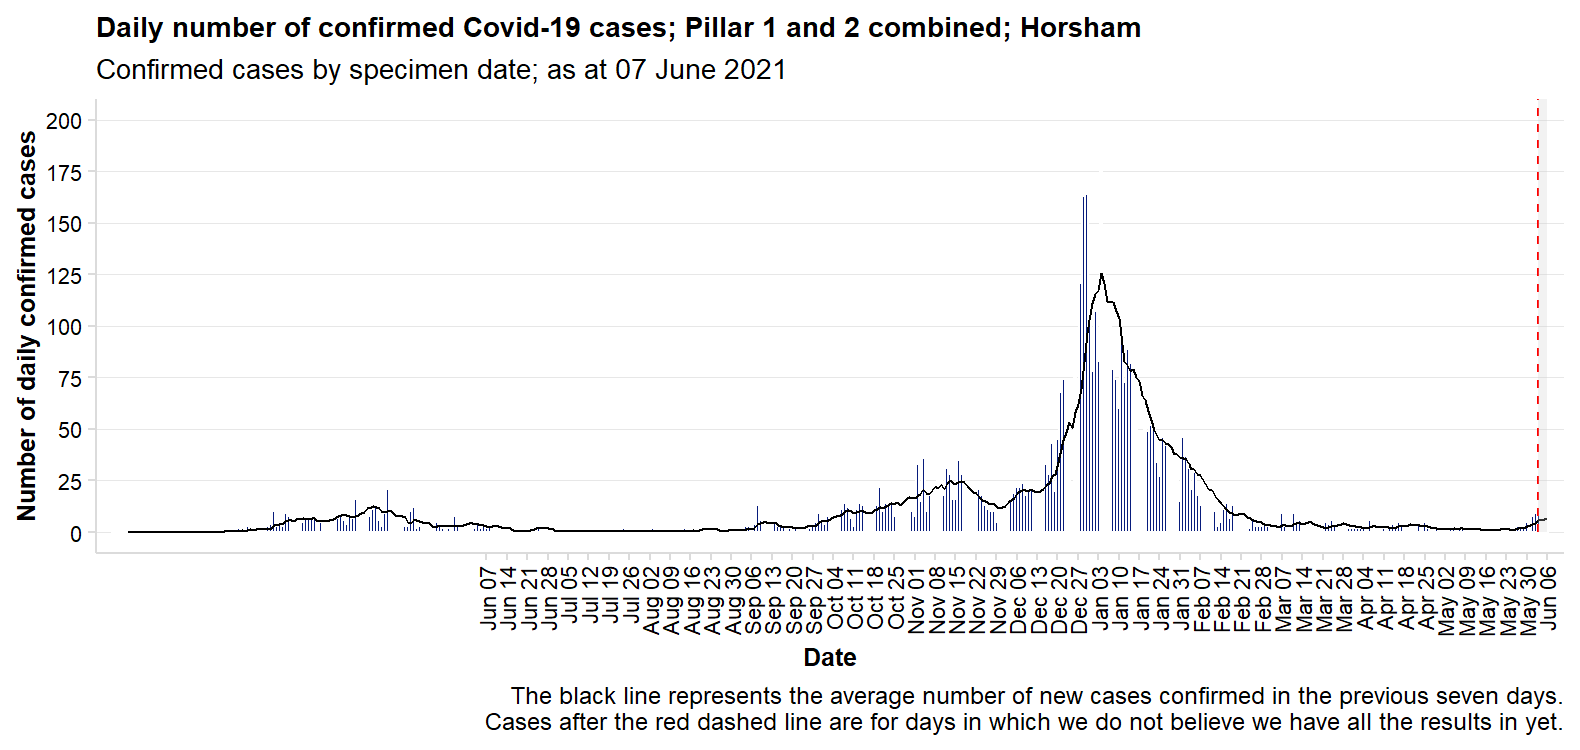 Daily number of confirmed Covid-19 cases; Pillar 1 and 2 combined; Horsham
Confirmed cases by specimen date; as at 07 June 2021
Number of daily confirmed cases
200
175
150
125
100
75
50
25
0
Jun 07
Jun 14
Jun 21
Jun 28
Jul 05
Jul 12
Jul 19
Jul 26
Aug 02
Aug 09
Aug 16
Aug 23
Aug 30
Sep 06
Sep 13
Sep 20
Sep 27
Oct 04
Oct 11
Oct 18
Oct 25
Nov 01
Nov 08
Nov 15
Nov 22
Nov 29
Dec 06
Dec 13
Dec 20
Dec 27
Jan 03
Jan 10
Jan 17
Jan 24
Jan 31
Feb 07
Feb 14
Feb 21
Feb 28
Mar 07
Mar 14
Mar 21
Mar 28
Apr 04
Apr 11
Apr 18
Apr 25
May 02
May 09
May 16
May 23
May 30
Jun 06
Date
The black line represents the average number of new cases confirmed in the previous seven days.
Cases after the red dashed line are for days in which we do not believe we have all the results in yet.